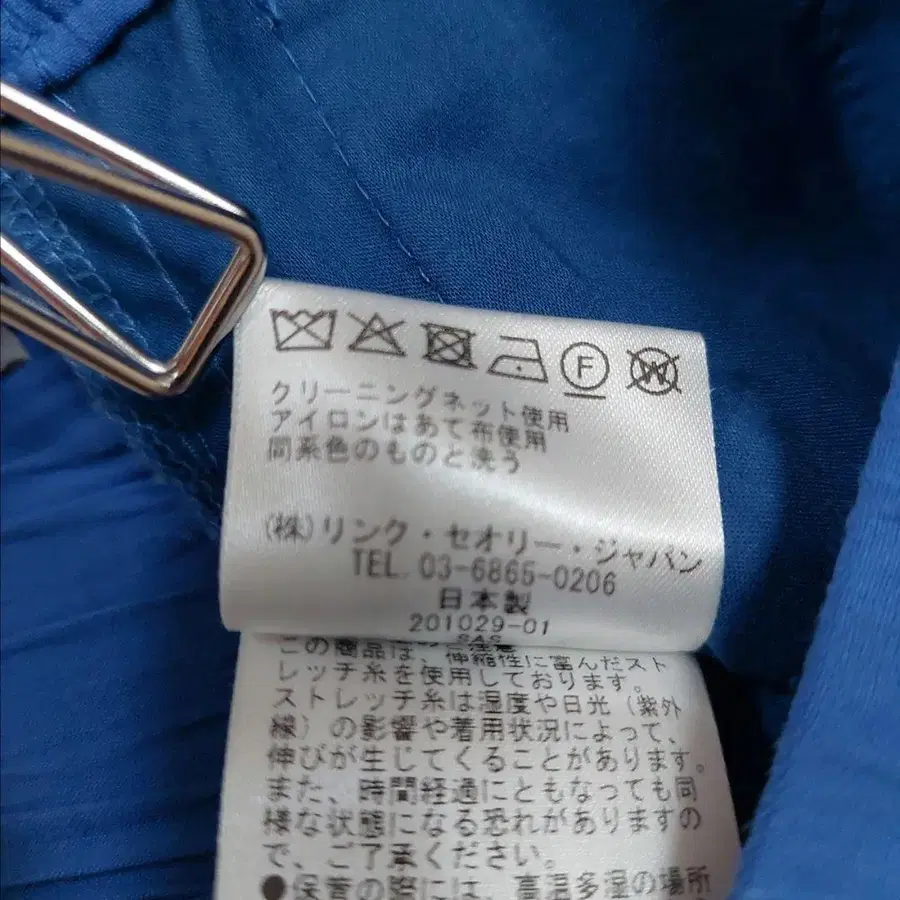 F
W
クリーニングネット使用
アイロンはあて布使用
同系色のものと洗う
(株)リンク・セオリー・ジャパン
TEL. 03-6865-0206
日本製
201029-01
SAS
この商品は、伸縮性に富んだスト
レッチ糸を使用しております。
ストレッチ糸は湿度や日光(紫外
線)の影響や着用状況によって、
伸びが生じてくることがあります。
また、時間経過にともなっても同
様な状態になる恐れがありますの
で、ご了承ください。
●保管の際には、高温多湿の場所